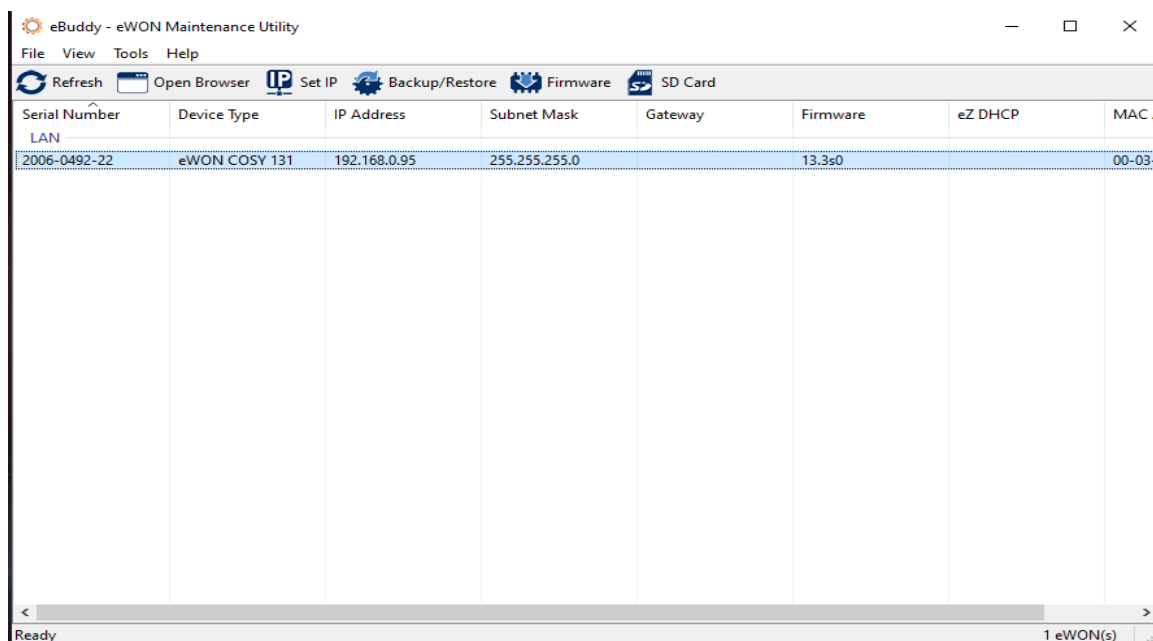 eBuddy - eWON Maintenance Utility
File View Tools Help
Refresh Open Browser IP Set IP Backup/Restore Firmware SD SD Card
Serial Number Device Type IP Address Subnet Mask Gateway Firmware eZ DHCP MAC
LAN
2006-0492-22 eWON COSY 131 192.168.0.95 255.255.255.0 13.3s0 00-03-
Ready 1 eWON(s)